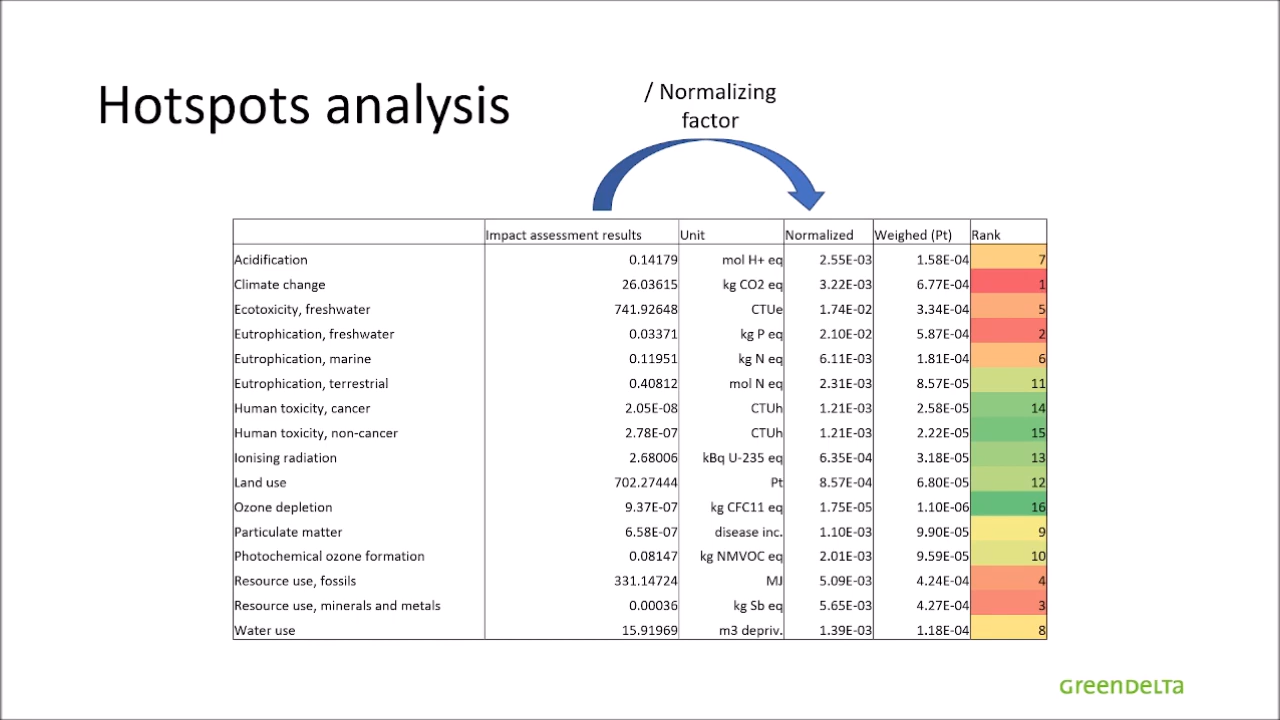 Hotspots analysis
/ Normalizing
factor
Impact assessment results Unit Normalized Weighed (Pt) Rank
Acidification 0.14179 mol H+ eq 2.55E-03 1.58E-04 7
Climate change 26.03615 kg CO2 eq 3.22E-03 6.77E-04 1
Ecotoxicity, freshwater 741.92648 CTUe 1.74E-02 3.34E-04 5
Eutrophication, freshwater 0.03371 kg P eq 2.10E-02 5.87E-04 2
Eutrophication, marine 0.11951 kg N eq 6.11E-03 1.81E-04 6
Eutrophication, terrestrial 0.40812 mol N eq 2.31E-03 8.57E-05 11
Human toxicity, cancer 2.05E-08 CTUh 1.21E-03 2.58E-05 14
Human toxicity, non-cancer 2.78E-07 CTUh 1.21E-03 2.22E-05 15
Ionising radiation 2.68006 kBq U-235 eq 6.35E-04 3.18E-05 13
Land use 702.27444 Pt 8.57E-04 6.80E-05 12
Ozone depletion 9.37E-07 kg CFC11 eq 1.75E-05 1.10E-06 16
Particulate matter 6.58E-07 disease inc. 1.10E-03 9.90E-05 9
Photochemical ozone formation 0.08147 kg NMVOC eq 2.01E-03 9.59E-05 10
Resource use, fossils 331.14724 MJ 5.09E-03 4.24E-04 4
Resource use, minerals and metals 0.00036 kg Sb eq 5.65E-03 4.27E-04 3
Water use 15.91969 m3 depriv. 1.39E-03 1.18E-04 8
GreenDelta